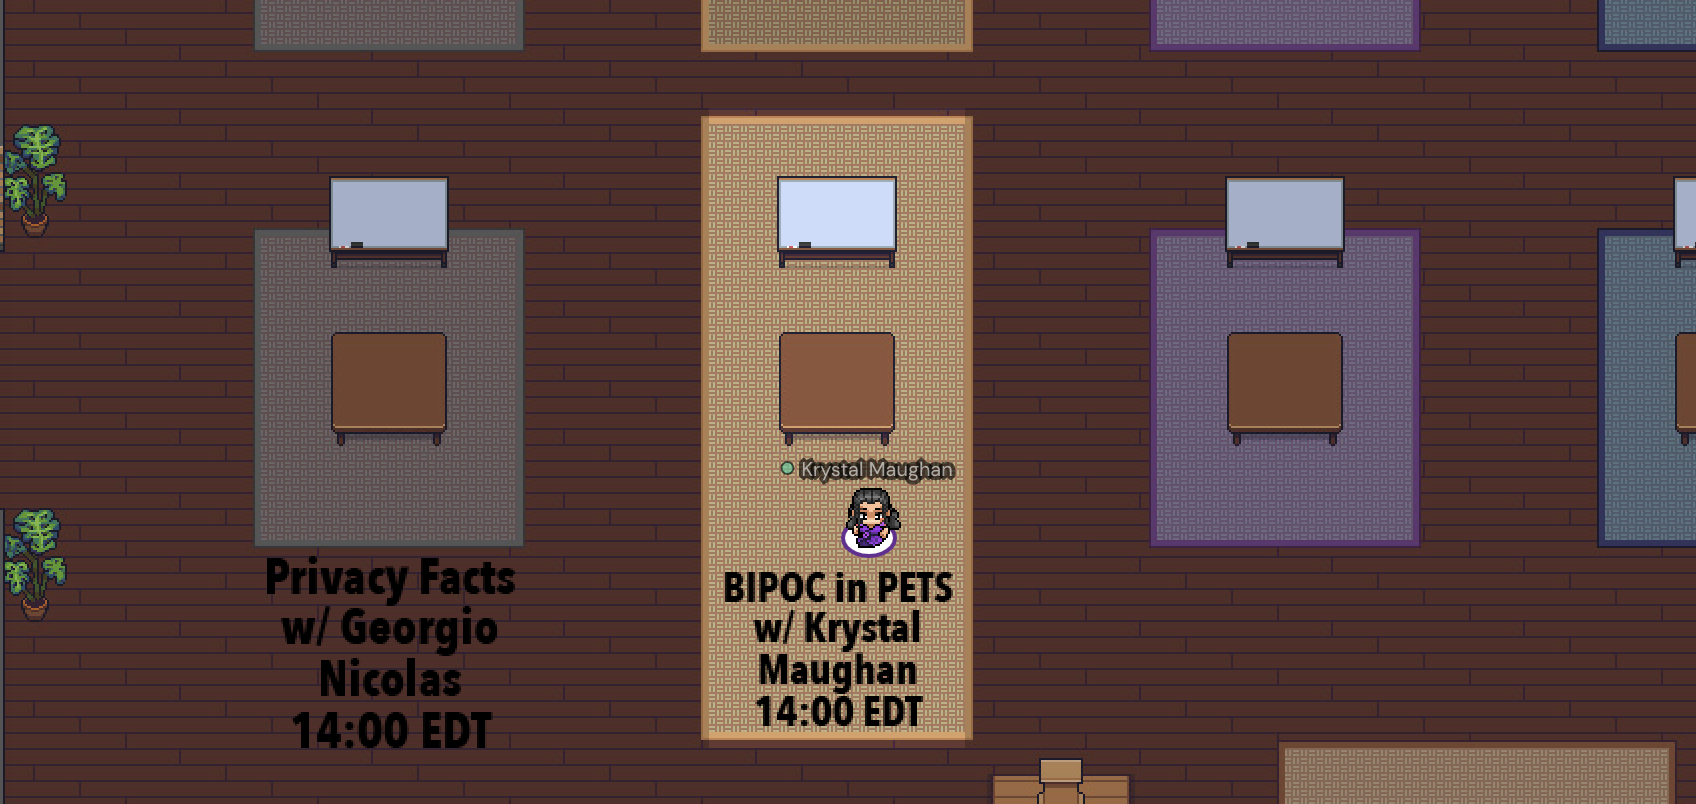 Krystal Maughan
Privacy Facts
w/ Georgio
Nicolas
14:00 EDT
BIPOC in PETS
w/ Krystal
Maughan
14:00 EDT